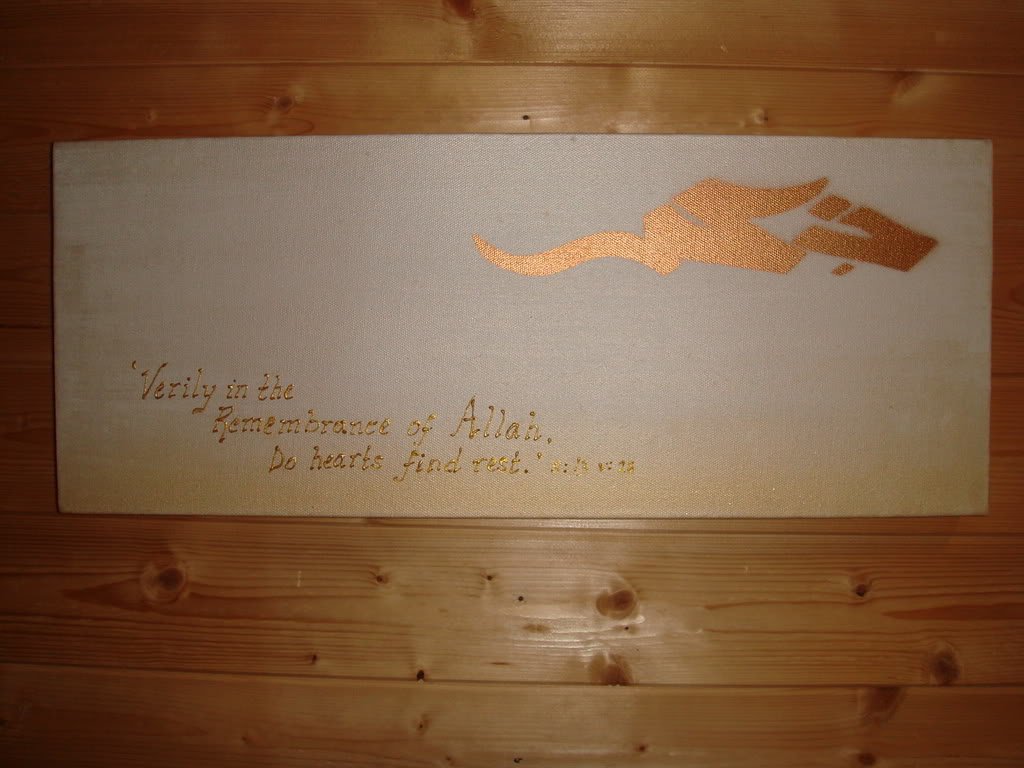 'Verily in the
Remembrance of Allah.
Do hearts find rest.'